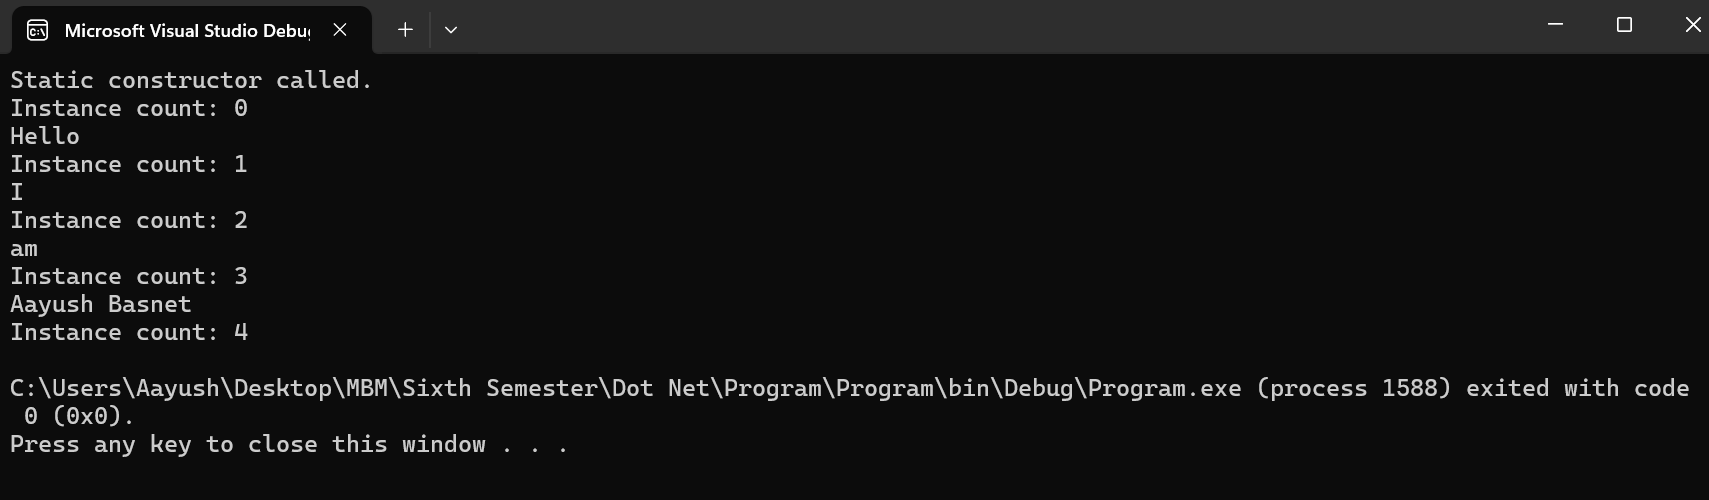 Microsoft Visual Studio Debu
Static constructor called.
Instance count: 0
Hello
Instance count: 1
I
Instance count: 2
am
Instance count: 3
Aayush Basnet
Instance count: 4
C:\Users\Aayush\Desktop\MBM\Sixth Semester\Dot Net\Program\Program\bin\Debug\Program.exe (process 1588) exited with code
 0 (0x0).
Press any key to close this window . . .